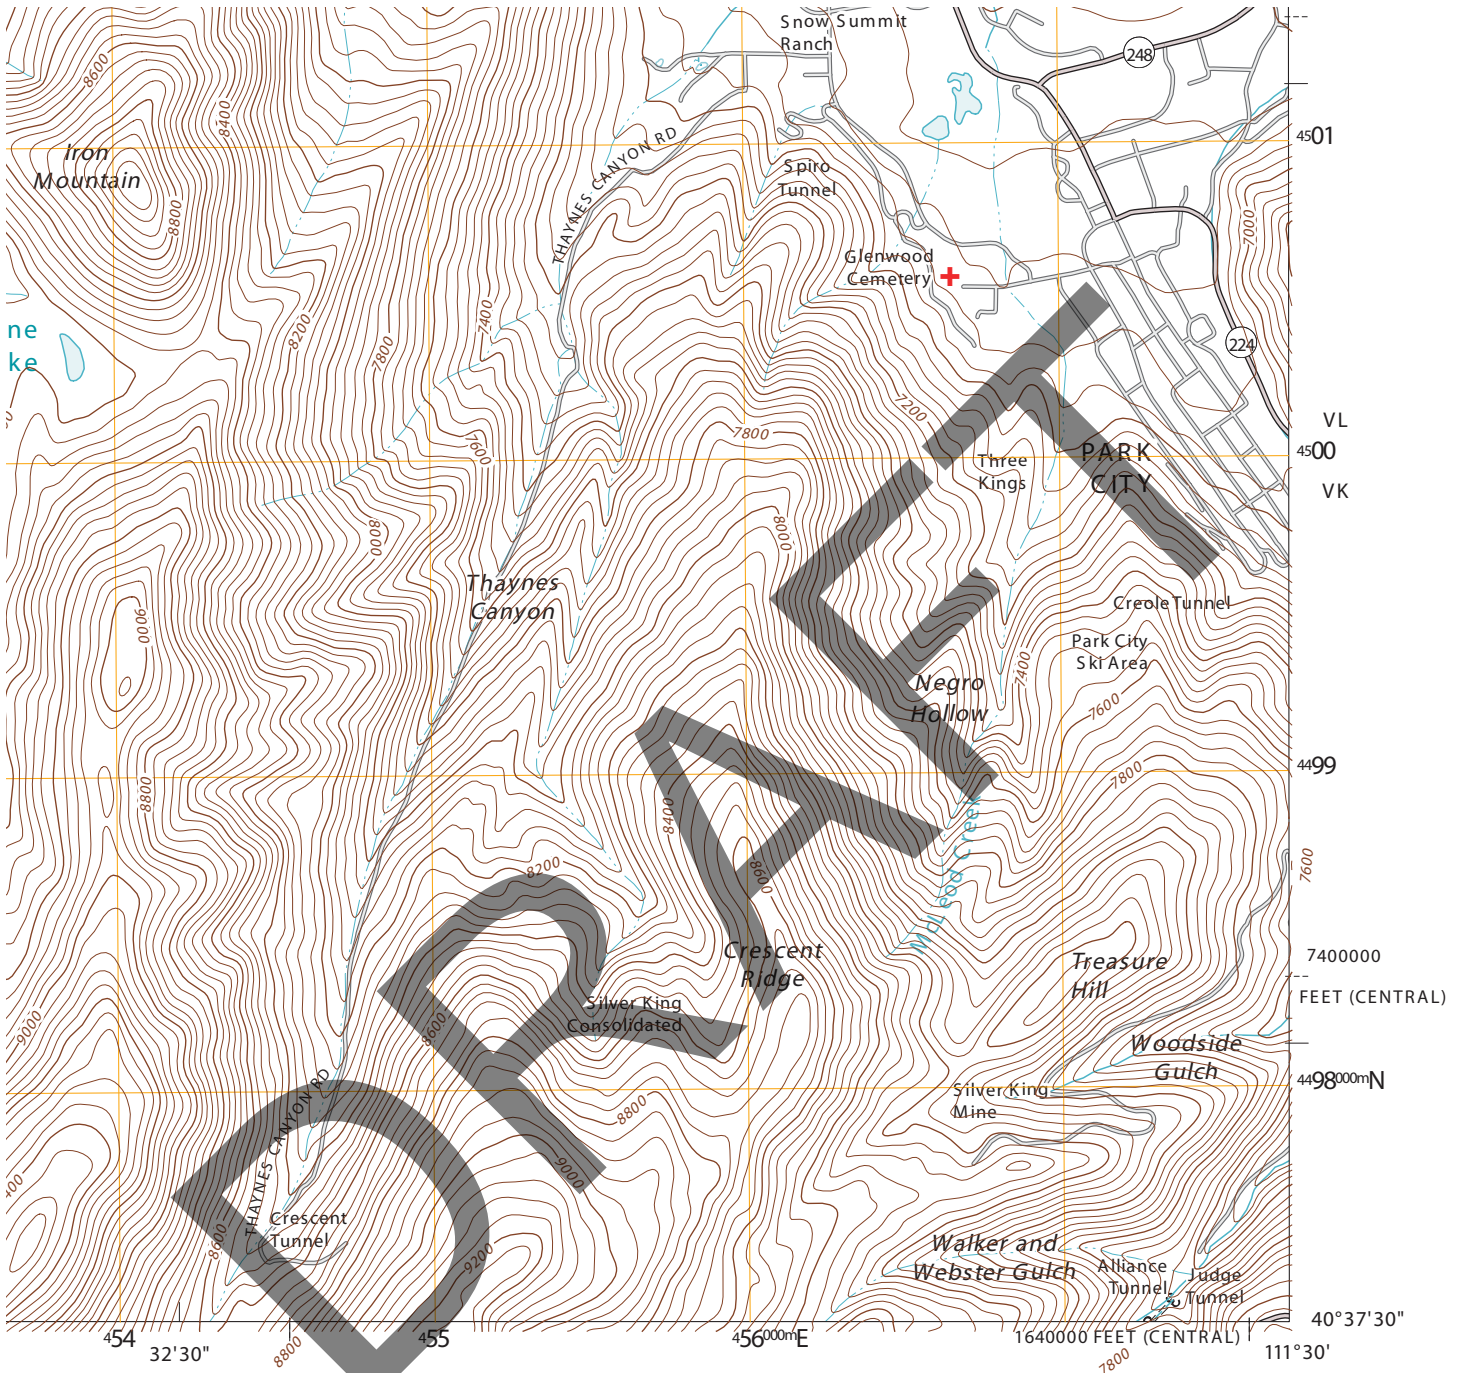 Snow Summit
Ranch
248
8600
8400
4501
Iron
Mountain
THAYNES CANYON RD
Spiro
Tunnel
8800
7000
Glenwood
Cemetery
ne
ke
8200
7400
7800
224
7200
VL
7800
7600
Three
Kings
PARK
CITY
4500
VK
8000
8000
Thaynes
Canyon
9000
Creole Tunnel
Park City
Ski Area
7400
Negro
Hollow
7600
4499
8800
7800
8400
8200
8600
McLeod Creek
7600
Crescent
Ridge
Treasure
Hill
7400000
FEET (CENTRAL)
9000
8600
Silver King
Consolidated
Woodside
Gulch
4498000mN
THAYNES CANYON RD
Silver King
Mine
8800
9000
400
Crescent
Tunnel
8600
9200
Walker and
Webster Gulch
Alliance
Tunnel
Judge
Tunnel
40°37'30"
454
455
456000mE
1640000 FEET (CENTRAL)
32'30"
8800
7800
111°30'
DRAFT